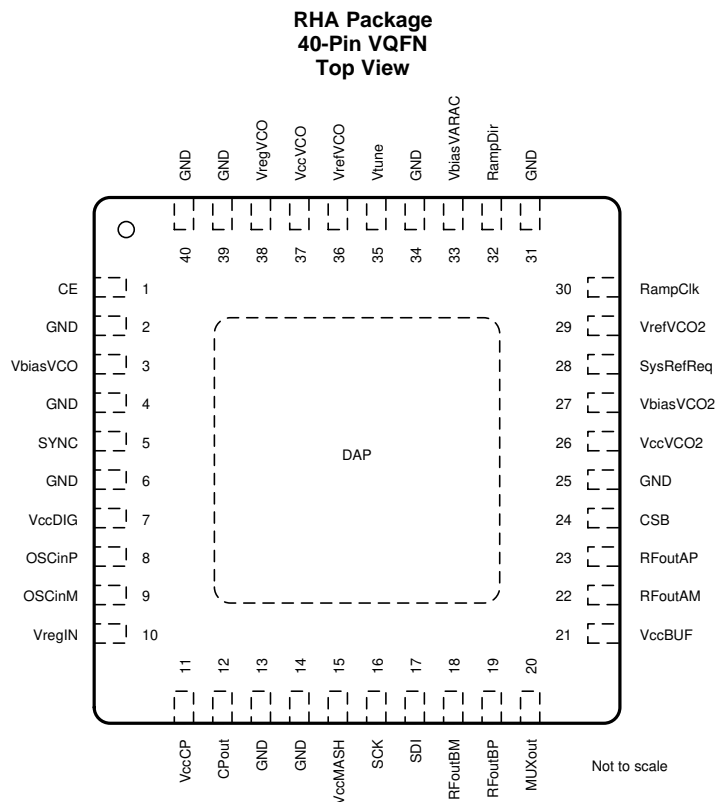 RHA Package
40-Pin VQFN
Top View
GND
GND
VregVCO
VccVCO
VrefVCO
Vtune
GND
VbiasVARAC
RampDir
GND
40
39
38
37
36
35
34
33
32
31
CE 1
GND 2
VbiasVCO 3
GND 4
SYNC 5
GND 6
VccDIG 7
OSCinP 8
OSCinM 9
VregIN 10
DAP
30 RampClk
29 VrefVCO2
28 SysRefReq
27 VbiasVCO2
26 VccVCO2
25 GND
24 CSB
23 RFoutAP
22 RFoutAM
21 VccBUF
11
12
13
14
15
16
17
18
19
20
VccCP
CPout
GND
GND
VccMASH
SCK
SDI
RFoutBM
RFoutBP
MUXout
Not to scale